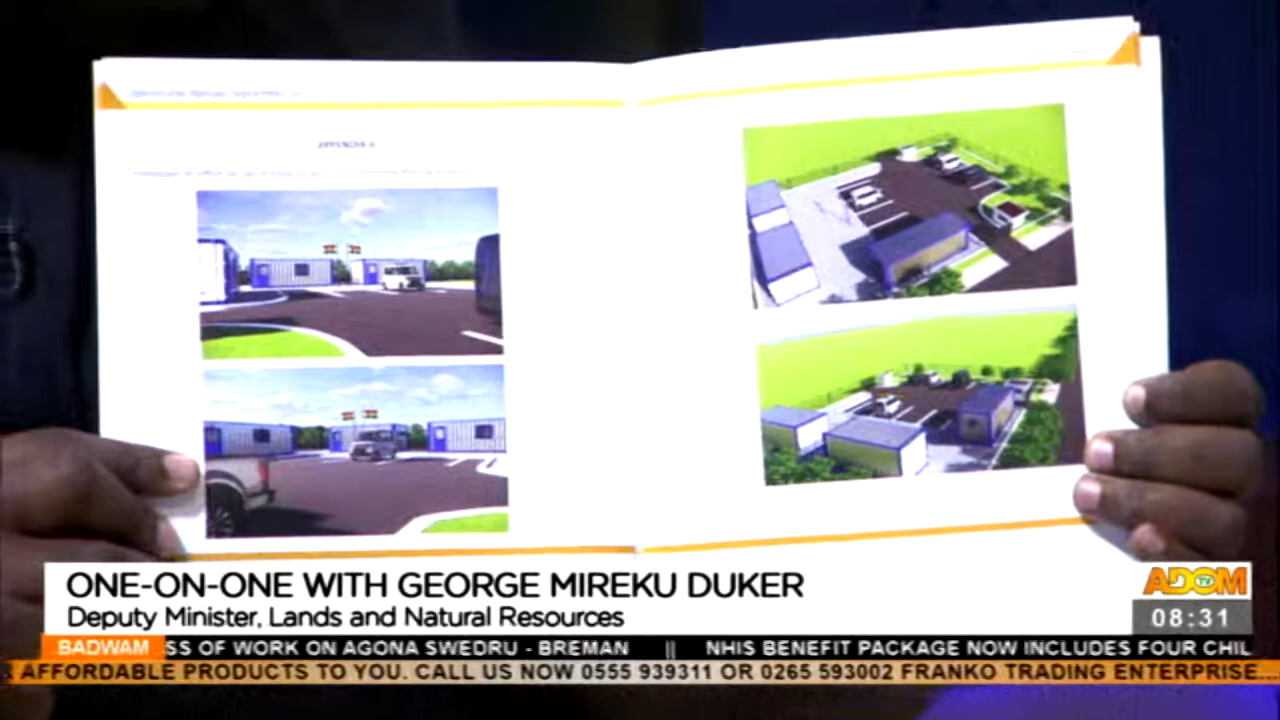 APPENDIX
ONE-ON-ONE WITH GEORGE MIREKU DUKER
Deputy Minister, Lands and Natural Resources
ADOM TV
08:31
BADWAM
SS OF WORK ON AGONA SWEDRU - BREMAN || NHIS BENEFIT PACKAGE NOW INCLUDES FOUR CHIL
& AFFORDABLE PRODUCTS TO YOU. CALL US NOW 0555 939311 OR 0265 593002 FRANKO TRADING ENTERPRISE...